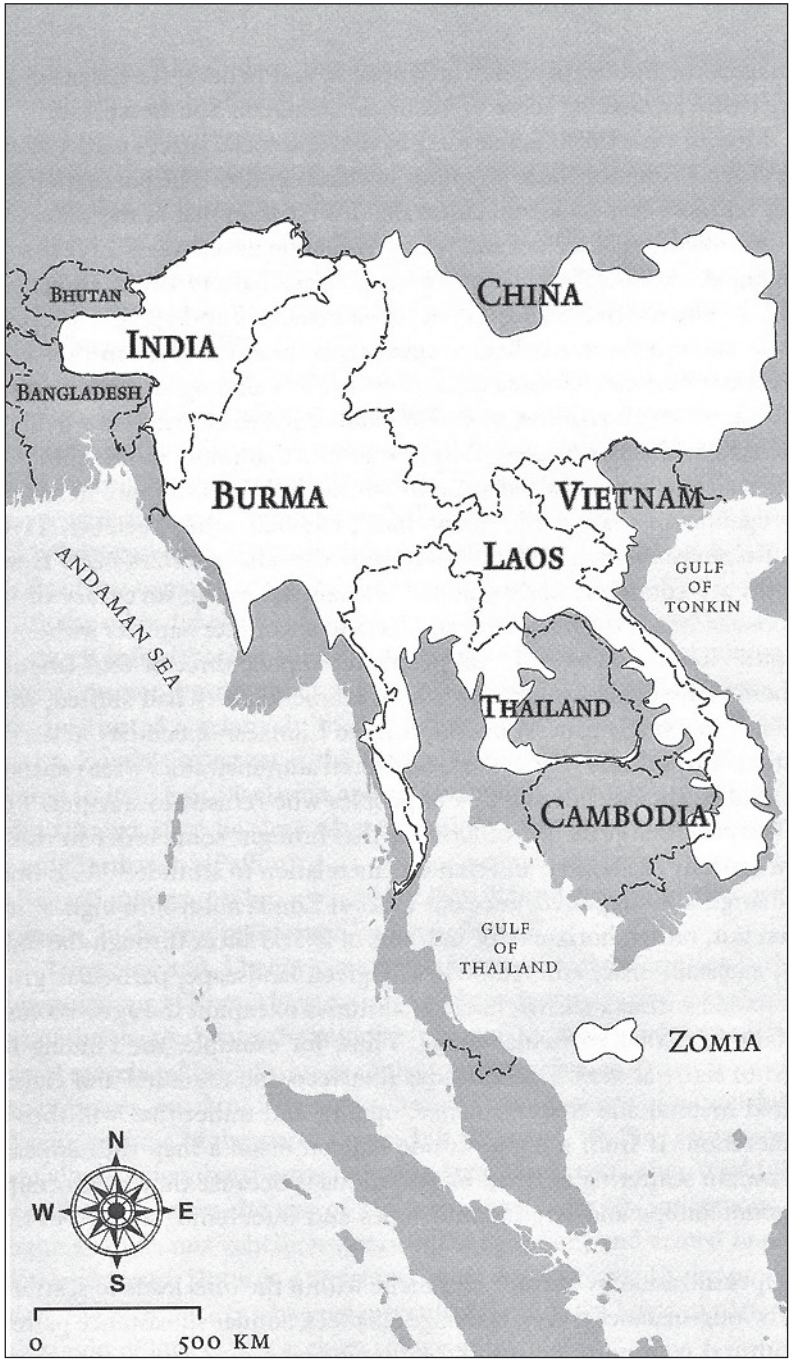 CHINA
BHUTAN
INDIA
BANGLADESH
BURMA
VIETNAM
LAOS
GULF
OF
TONKIN
ANDAMAN SEA
THAILAND
CAMBODIA
GULF
OF
THAILAND
ZOMIA
N
W E
S
0 500 KM